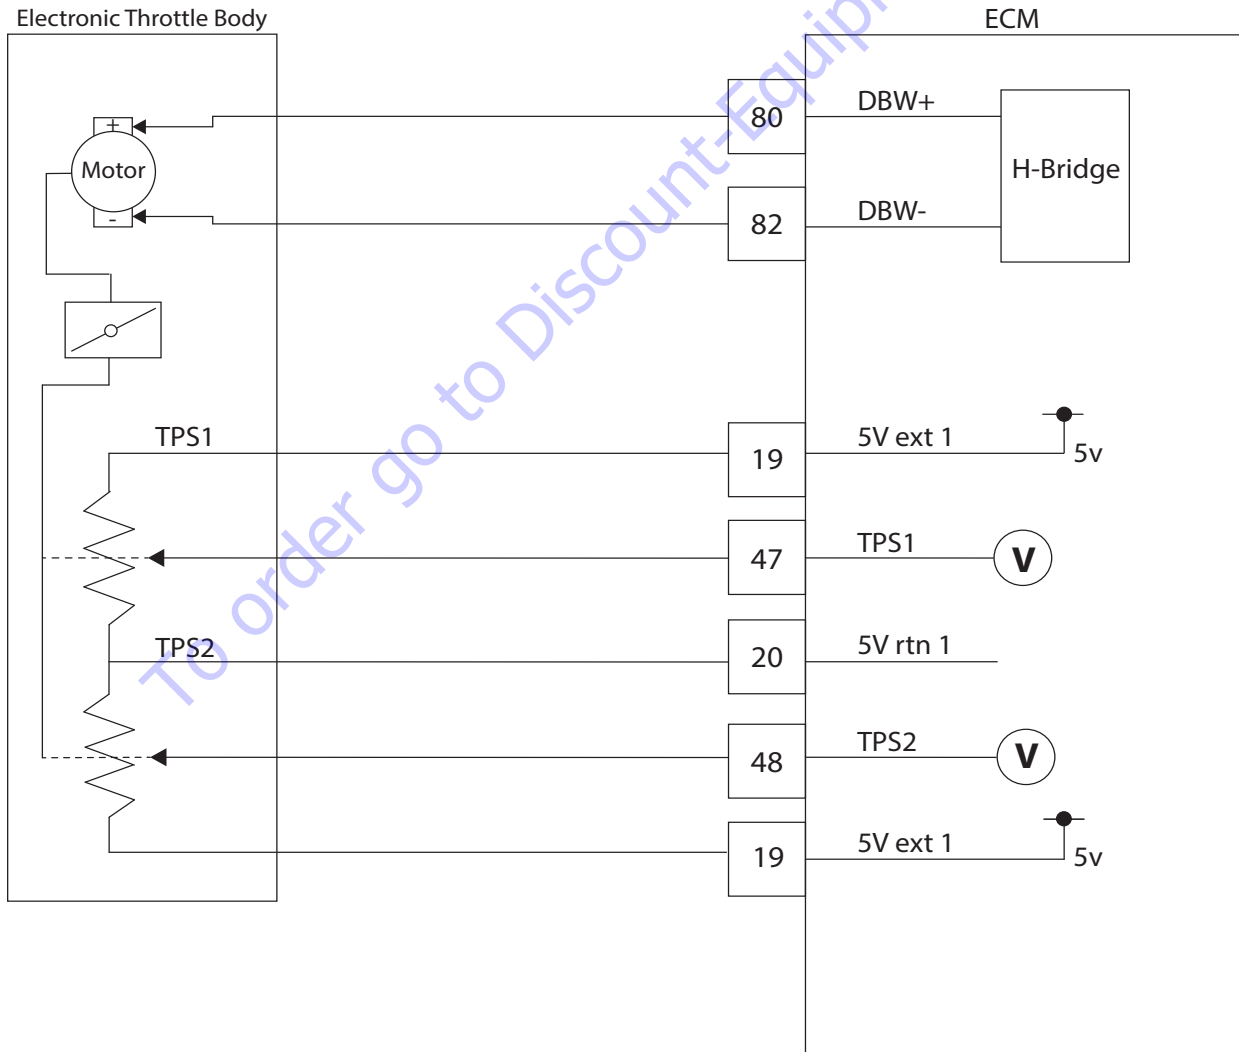 Electronic Throttle Body
ECM
80
DBW+
+
Motor
-
H-Bridge
82
DBW-
TPS1
19
5V ext 1
5v
47
TPS1
V
TPS2
20
5V rtn 1
48
TPS2
V
19
5V ext 1
5v
To order go to Discount-Equip